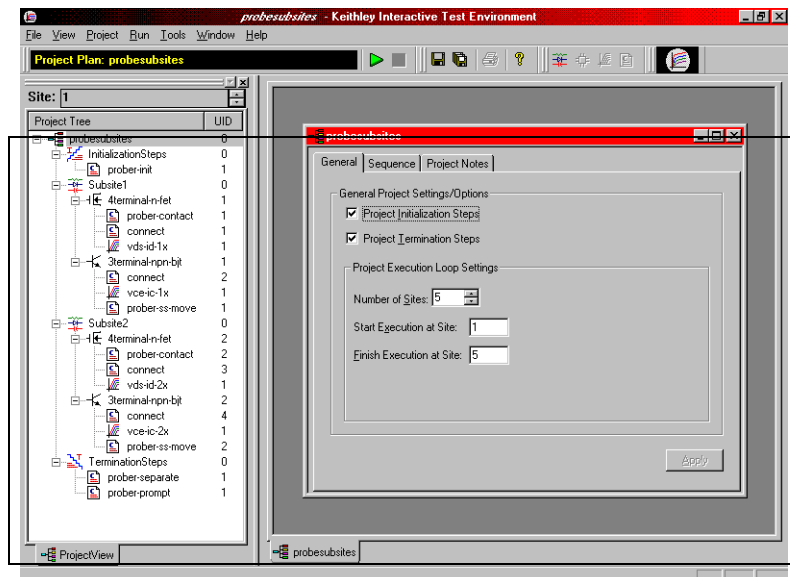 probesubsites - Keithley Interactive Test Environment
File View Project Run Tools Window Help
Project Plan: probesubsites
Site: 1
Project Tree UID
probesubsites 0
InitializationSteps 0
prober-init 1
Subsite1 0
4terminal-n-fet 1
prober-contact 1
connect 1
vds-id-1x 1
3terminal-npn-bjt 1
connect 2
vce-ic-1x 1
prober-ss-move 1
Subsite2 0
4terminal-n-fet 2
prober-contact 2
connect 3
vds-id-2x 1
3terminal-npn-bjt 2
connect 4
vce-ic-2x 1
prober-ss-move 2
TerminationSteps 0
prober-separate 1
prober-prompt 1
ProjectView
probesubsites
General Sequence Project Notes
General Project Settings/Options
Project Initialization Steps
Project Termination Steps
Project Execution Loop Settings
Number of Sites: 5
Start Execution at Site: 1
Finish Execution at Site: 5
Apply
probesubsites